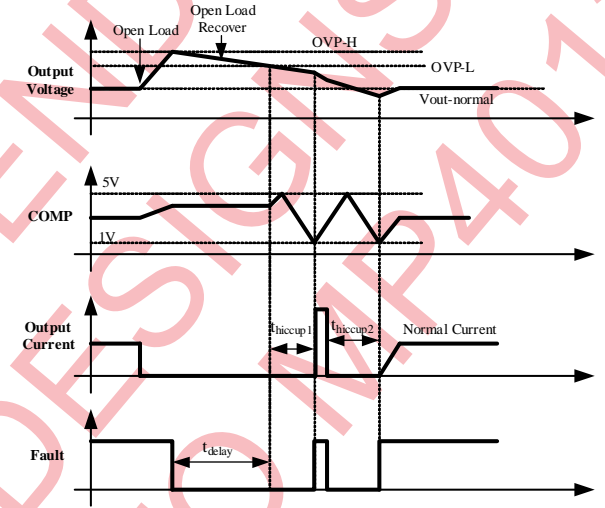 Open Load
Open Load
Recover
OVP-H
OVP-L
Output
Voltage
Vout-normal
5V
COMP
1V
Output
Current
thiccup1
thiccup2
Normal Current
Fault
tdelay